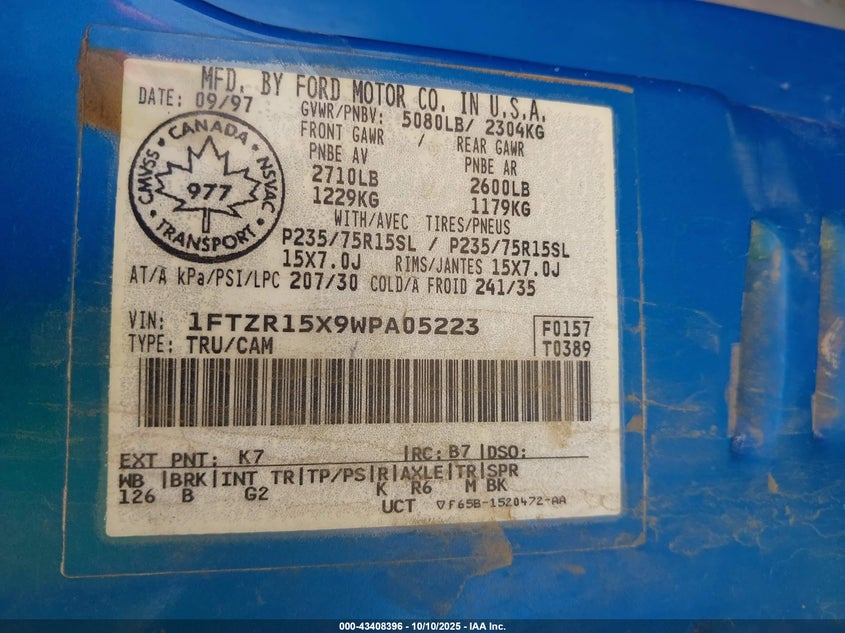 MFD. BY FORD MOTOR CO. IN U.S.A.
DATE: 09/97 GVWR/PNBV: 5080LB/ 2304KG
FRONT GAWR / REAR GAWR
PNBE AV PNBE AR
2710LB 2600LB
1229KG 1179KG
CANADA
CMVSS 977 NSVAC
TRANSPORT
WITH/AVEC TIRES/PNEUS
P235/75R15SL / P235/75R15SL
15X7.0J RIMS/JANTES 15X7.0J
AT/A kPa/PSI/LPC 207/30 COLD/A FROID 241/35
VIN: 1FTZR15X9WPA05223 F0157
TYPE: TRU/CAM T0389
EXT PNT: K7 |RC: B7 |DSO:
WB |BRK|INT TR|TP/PS|R|AXLE|TR|SPR
126 B G2 K R6 M BK
UCT ▽F65B-1520472-AA
000-43408396 - 10/10/2025 - IAA Inc.